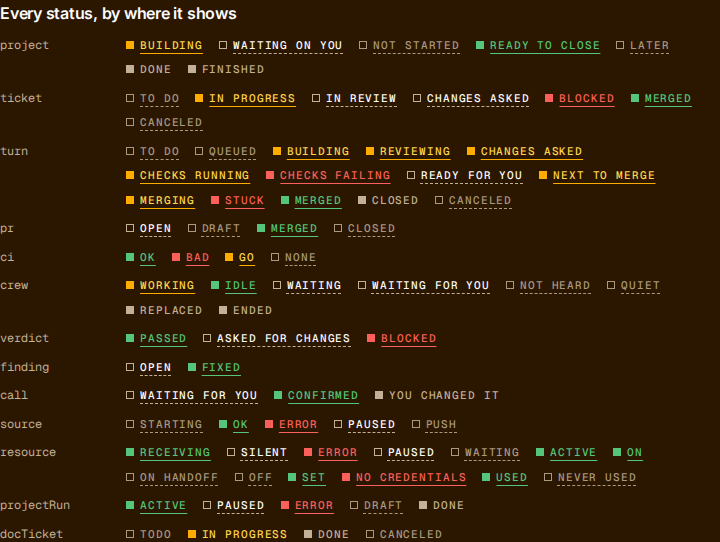 Every status, by where it shows
project BUILDING WAITING ON YOU NOT STARTED READY TO CLOSE LATER
DONE FINISHED
ticket TO DO IN PROGRESS IN REVIEW CHANGES ASKED BLOCKED MERGED
CANCELED
turn TO DO QUEUED BUILDING REVIEWING CHANGES ASKED
CHECKS RUNNING CHECKS FAILING READY FOR YOU NEXT TO MERGE
MERGING STUCK MERGED CLOSED CANCELED
pr OPEN DRAFT MERGED CLOSED
ci OK BAD GO NONE
crew WORKING IDLE WAITING WAITING FOR YOU NOT HEARD QUIET
REPLACED ENDED
verdict PASSED ASKED FOR CHANGES BLOCKED
finding OPEN FIXED
call WAITING FOR YOU CONFIRMED YOU CHANGED IT
source STARTING OK ERROR PAUSED PUSH
resource RECEIVING SILENT ERROR PAUSED WAITING ACTIVE ON
ON HANDOFF OFF SET NO CREDENTIALS USED NEVER USED
projectRun ACTIVE PAUSED ERROR DRAFT DONE
docTicket TODO IN PROGRESS DONE CANCELED